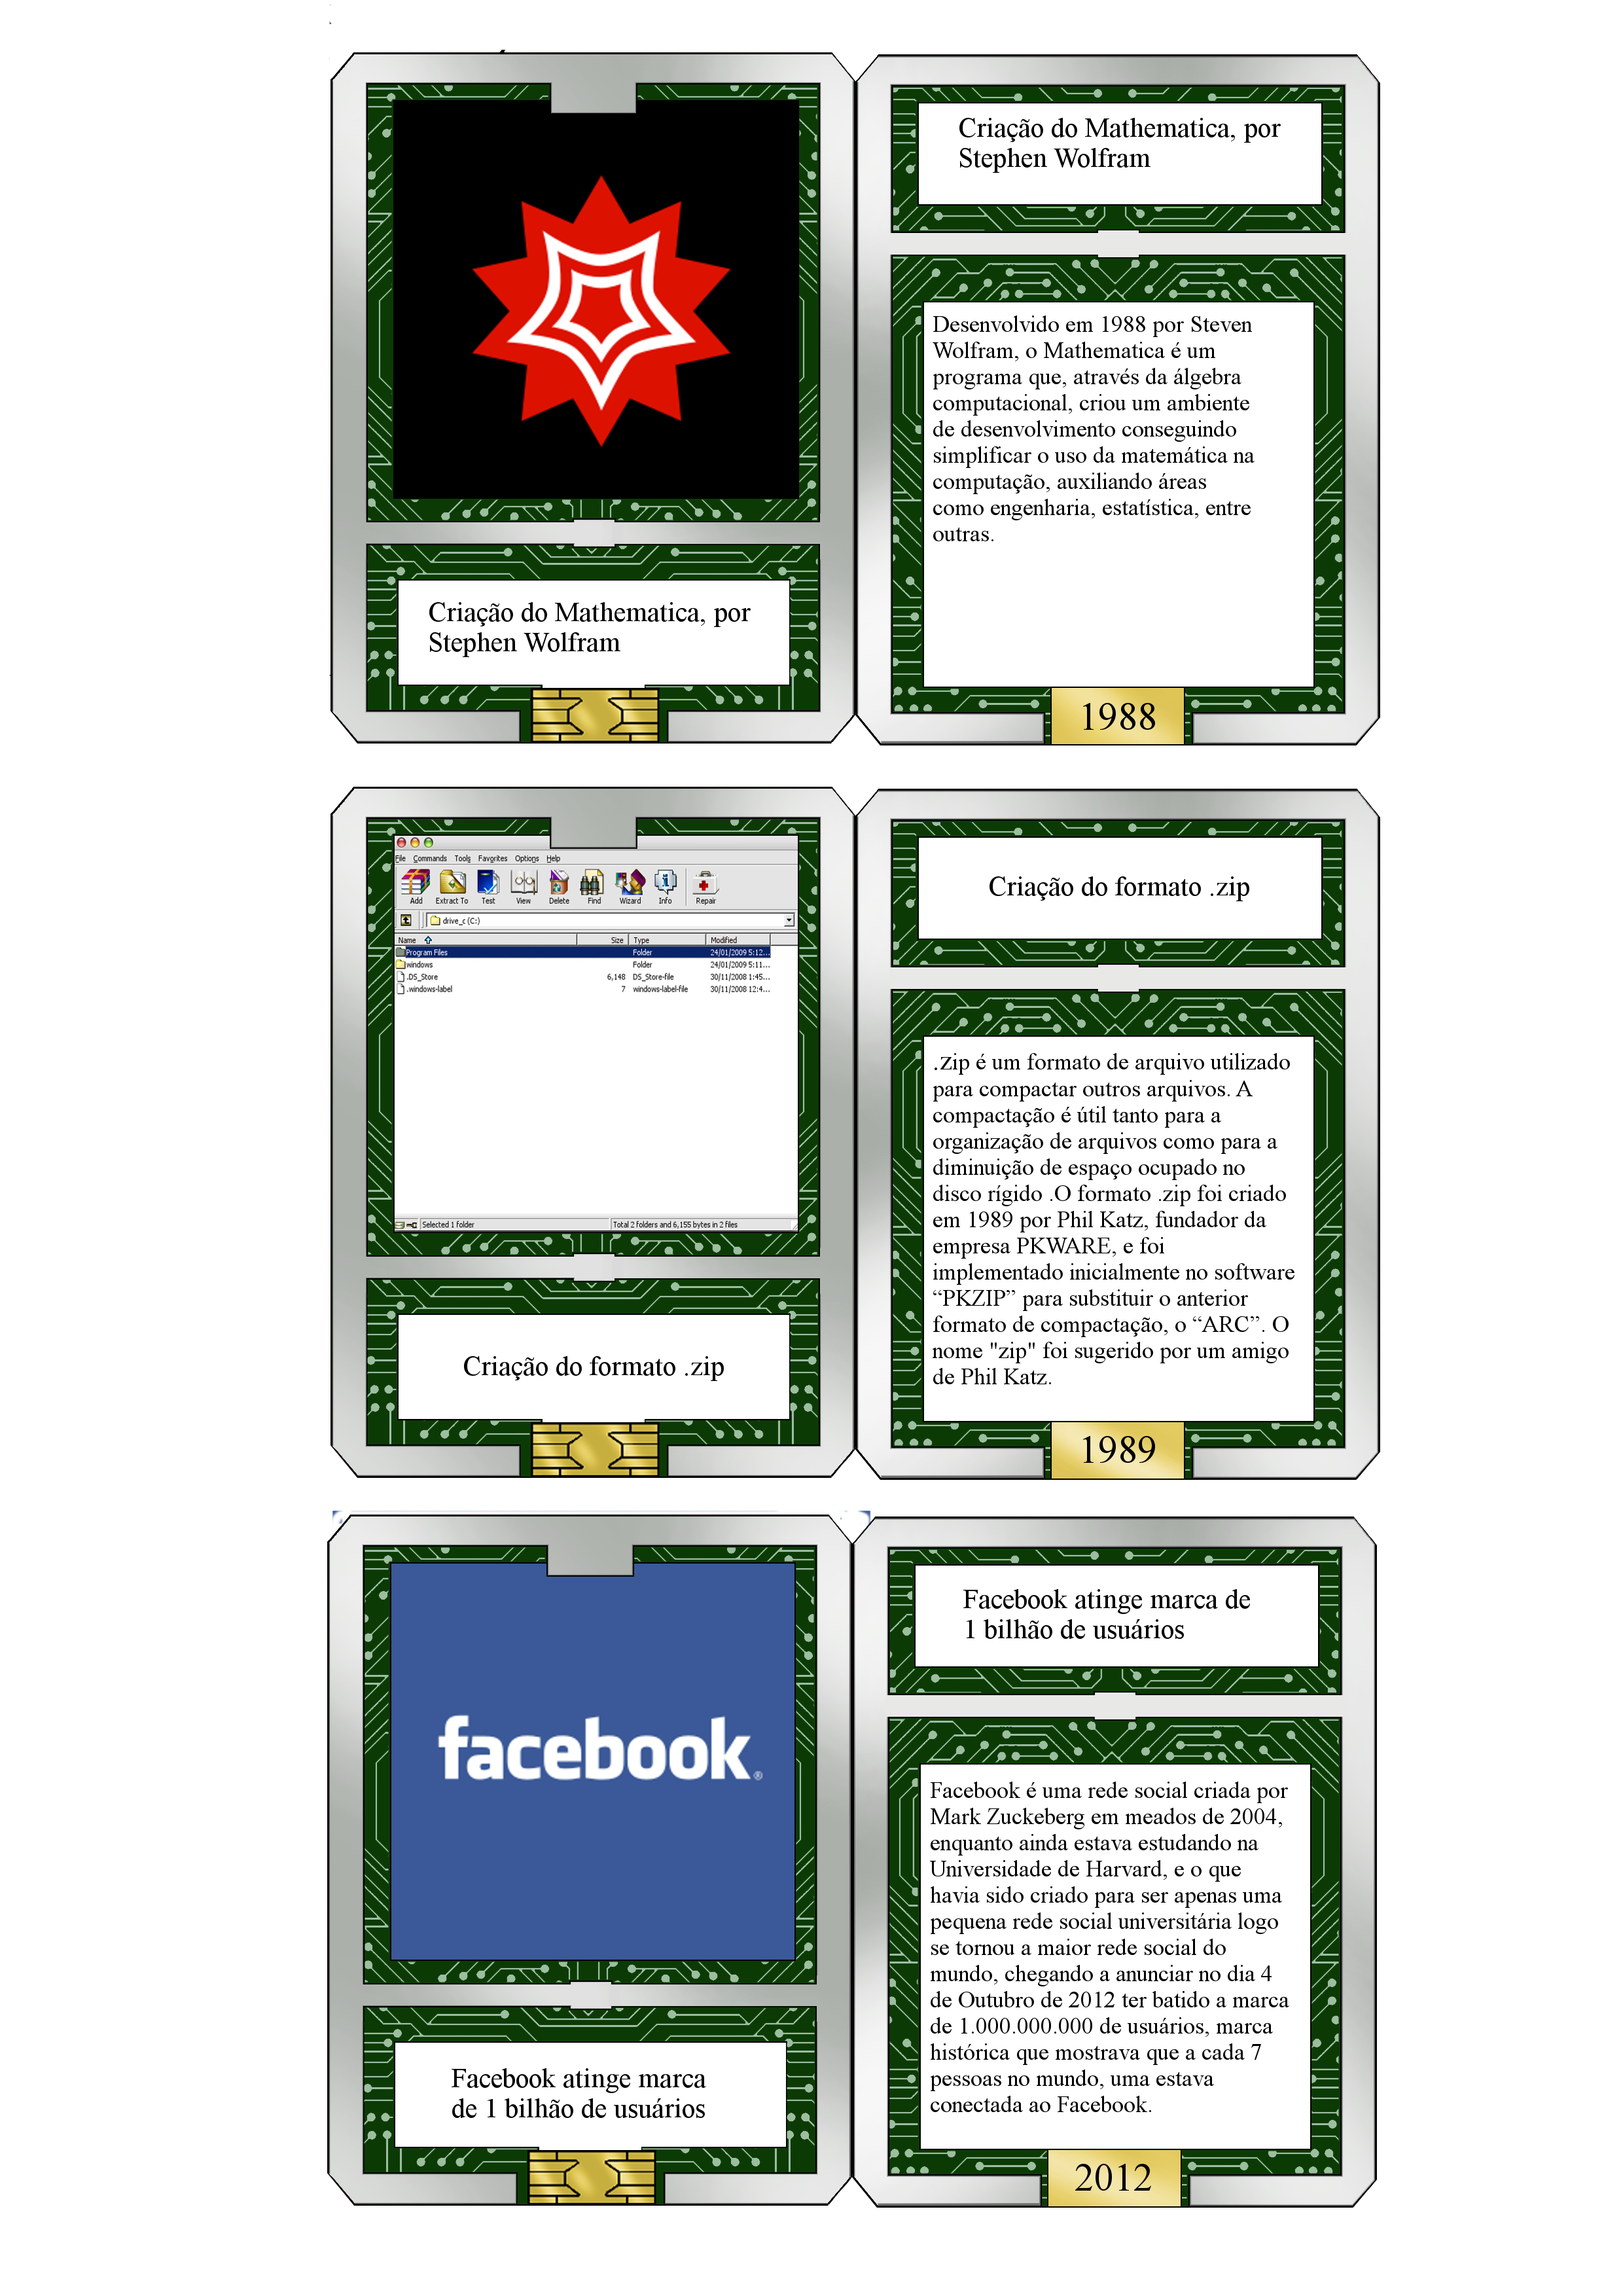 Criação do Mathematica, por
Stephen Wolfram
Criação do Mathematica, por
Stephen Wolfram
Desenvolvido em 1988 por Steven
Wolfram, o Mathematica é um
programa que, através da álgebra
computacional, criou um ambiente
de desenvolvimento conseguindo
simplificar o uso da matemática na
computação, auxiliando áreas
como engenharia, estatística, entre
outras.
1988
File Commands Tools Favorites Options Help
Add Extract To Test View Delete Find Wizard Info Repair
drive_c (C:)
Name Size Type Modified
Program Files Folder 24/01/2009 5:12...
windows Folder 24/01/2009 5:11...
.DS_Store 6,148 DS_Store-file 30/11/2008 1:45...
.windows-label 7 windows-label-file 30/11/2008 12:4...
Selected 1 folder Total 2 folders and 6,155 bytes in 2 files
Criação do formato .zip
Criação do formato .zip
.zip é um formato de arquivo utilizado
para compactar outros arquivos. A
compactação é útil tanto para a
organização de arquivos como para a
diminuição de espaço ocupado no
disco rígido .O formato .zip foi criado
em 1989 por Phil Katz, fundador da
empresa PKWARE, e foi
implementado inicialmente no software
“PKZIP” para substituir o anterior
formato de compactação, o “ARC”. O
nome "zip" foi sugerido por um amigo
de Phil Katz.
1989
facebook®
Facebook atinge marca
de 1 bilhão de usuários
Facebook atinge marca de
1 bilhão de usuários
Facebook é uma rede social criada por
Mark Zuckeberg em meados de 2004,
enquanto ainda estava estudando na
Universidade de Harvard, e o que
havia sido criado para ser apenas uma
pequena rede social universitária logo
se tornou a maior rede social do
mundo, chegando a anunciar no dia 4
de Outubro de 2012 ter batido a marca
de 1.000.000.000 de usuários, marca
histórica que mostrava que a cada 7
pessoas no mundo, uma estava
conectada ao Facebook.
2012